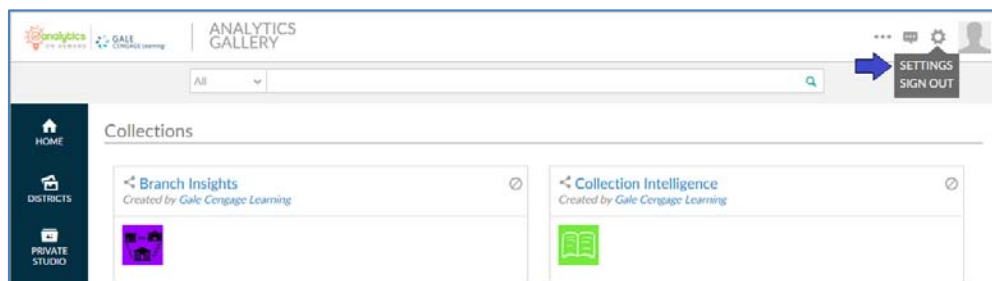 analytics
ON DEMAND
GALE
CENGAGE Learning
ANALYTICS
GALLERY
SETTINGS
SIGN OUT
All
HOME
DISTRICTS
PRIVATE
STUDIO
Collections
Branch Insights
Created by Gale Cengage Learning
Collection Intelligence
Created by Gale Cengage Learning